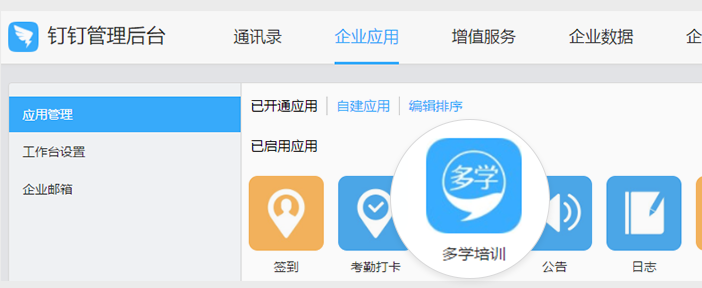 钉钉管理后台 通讯录 企业应用 增值服务 企业数据 企
应用管理
工作台设置
企业邮箱
已开通应用 自建应用 编辑排序
已启用应用
多学
签到 考勤打卡 多学培训 公告 日志